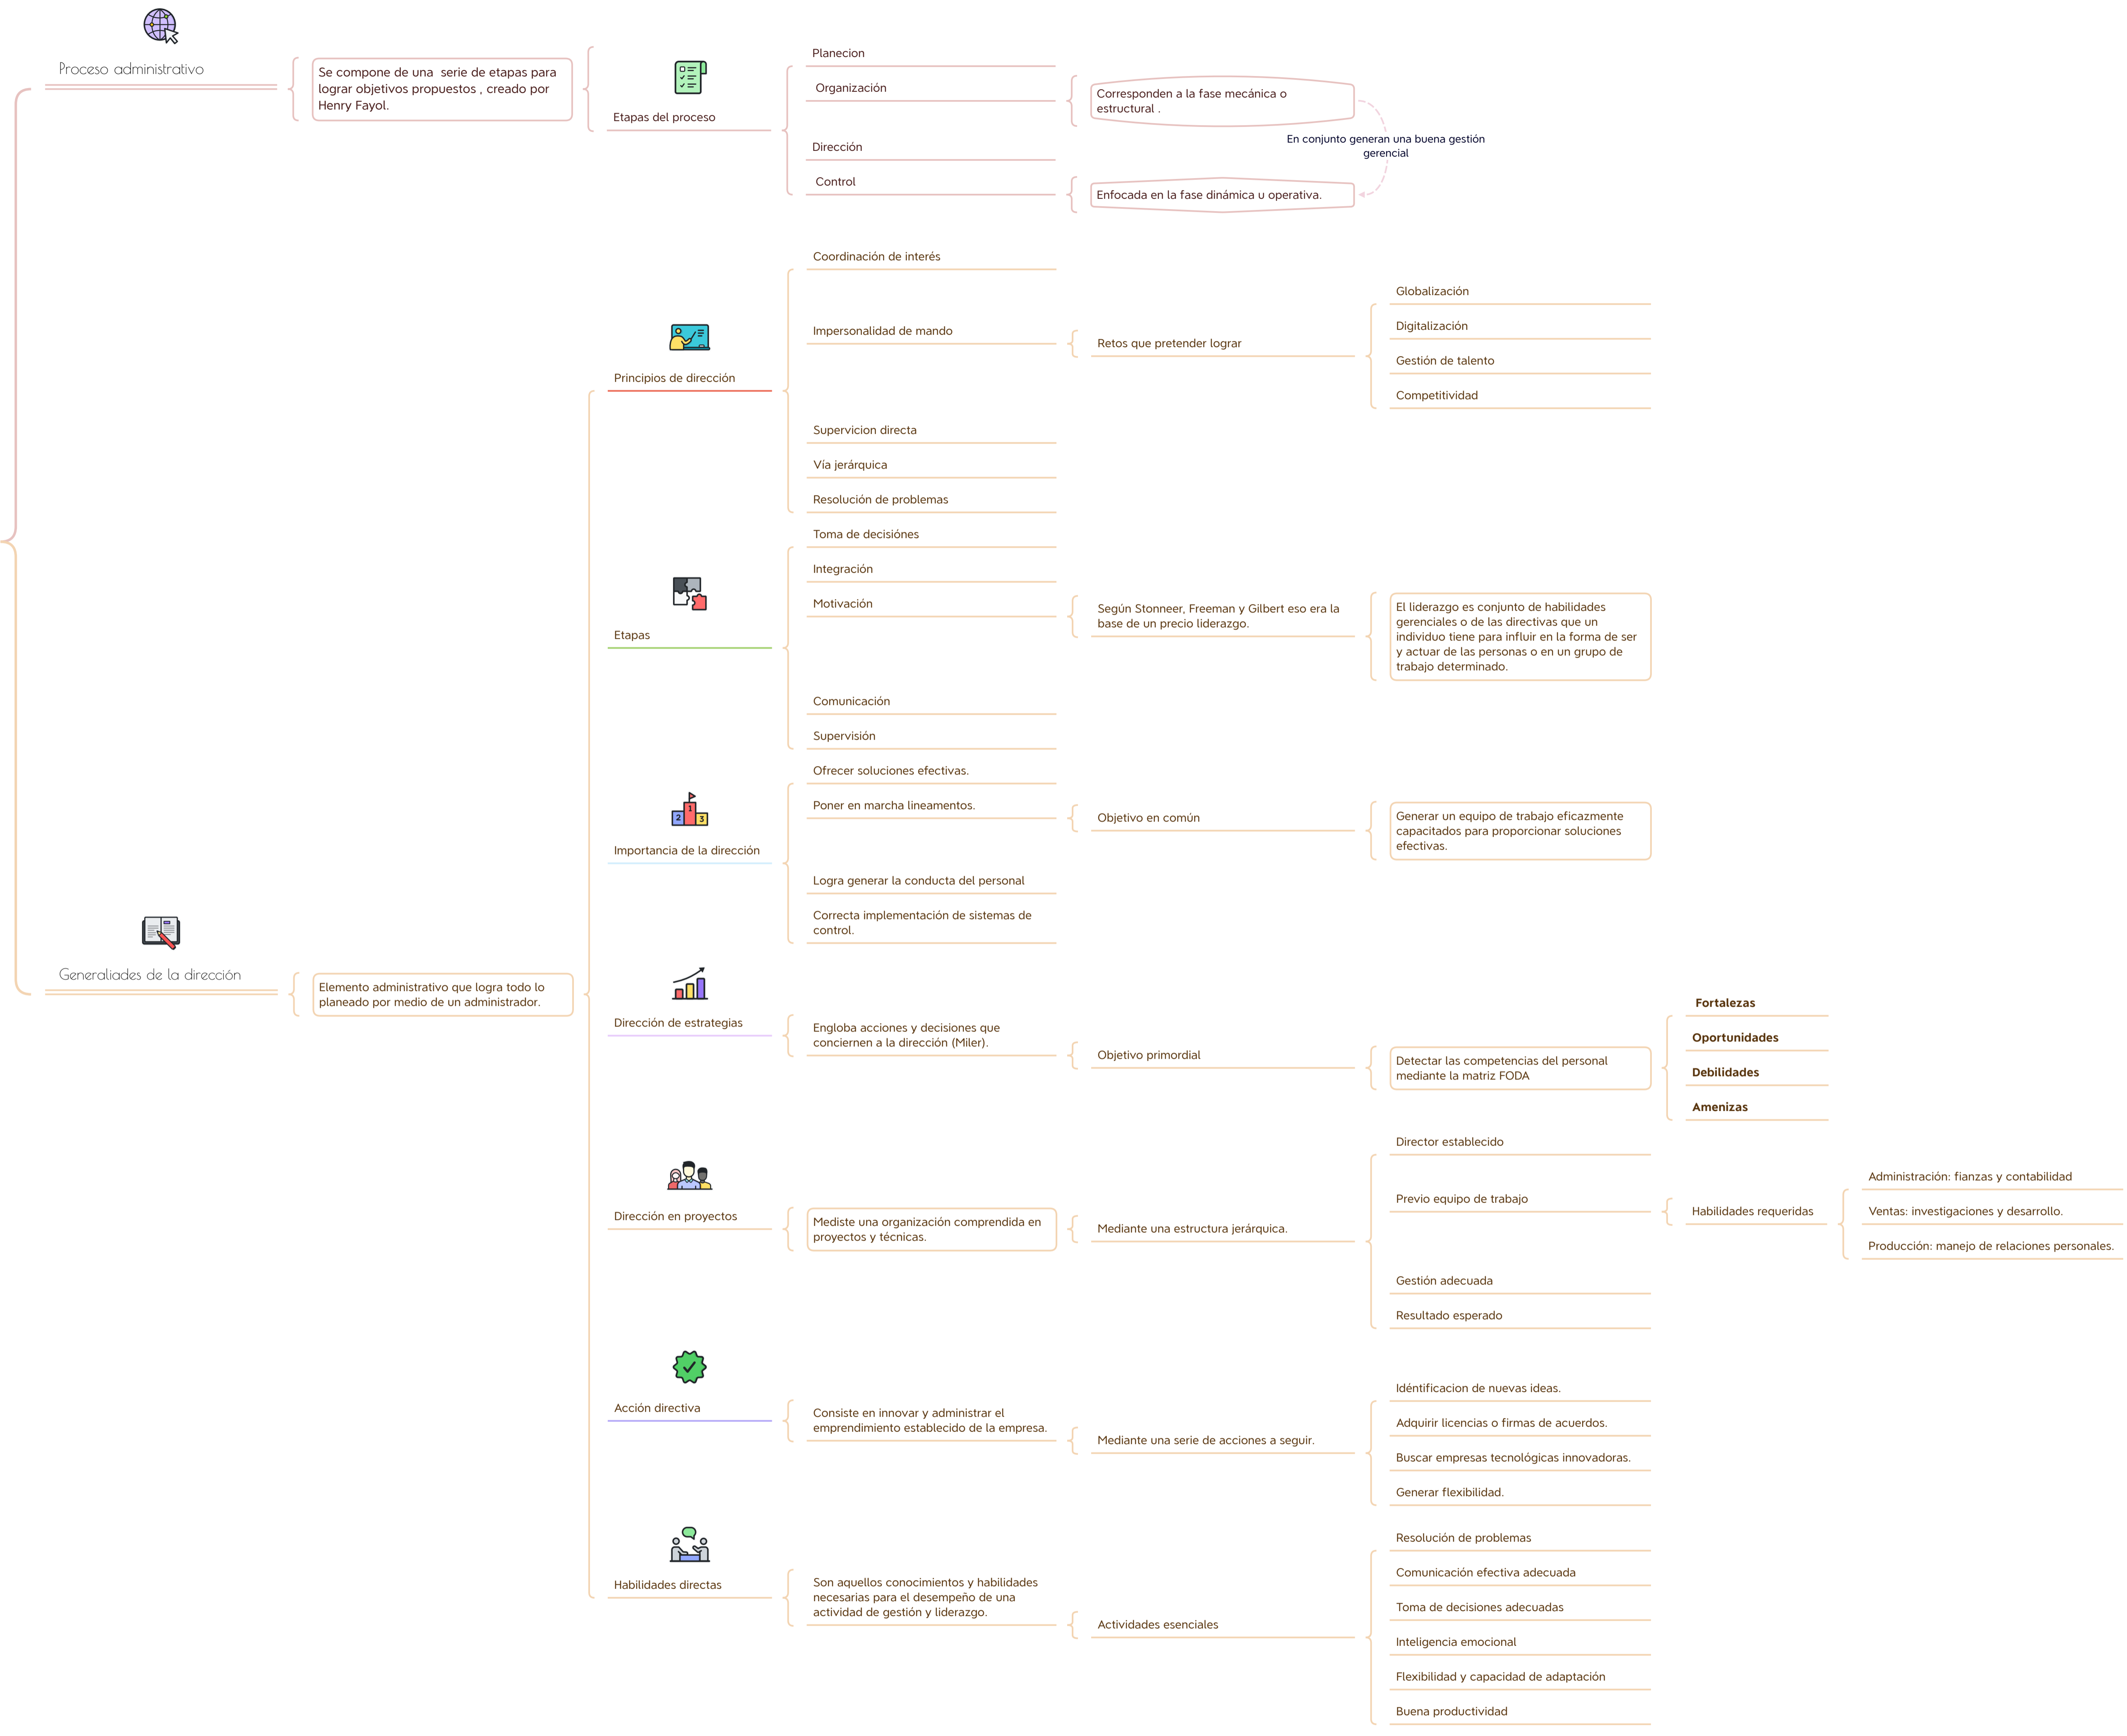 Proceso administrativo
Se compone de una serie de etapas para
lograr objetivos propuestos , creado por
Henry Fayol.
Etapas del proceso
Planecion
Organización
Corresponden a la fase mecánica o
estructural .
En conjunto generan una buena gestión
gerencial
Dirección
Control
Enfocada en la fase dinámica u operativa.
Generaliades de la dirección
Elemento administrativo que logra todo lo
planeado por medio de un administrador.
Principios de dirección
Coordinación de interés
Impersonalidad de mando
Retos que pretender lograr
Globalización
Digitalización
Gestión de talento
Competitividad
Supervicion directa
Vía jerárquica
Resolución de problemas
Etapas
Toma de decisiónes
Integración
Motivación
Según Stonneer, Freeman y Gilbert eso era la
base de un precio liderazgo.
El liderazgo es conjunto de habilidades
gerenciales o de las directivas que un
individuo tiene para influir en la forma de ser
y actuar de las personas o en un grupo de
trabajo determinado.
Comunicación
Supervisión
Importancia de la dirección
1
2
3
Ofrecer soluciones efectivas.
Poner en marcha lineamentos.
Objetivo en común
Generar un equipo de trabajo eficazmente
capacitados para proporcionar soluciones
efectivas.
Logra generar la conducta del personal
Correcta implementación de sistemas de
control.
Dirección de estrategias
Engloba acciones y decisiones que
conciernen a la dirección (Miler).
Objetivo primordial
Detectar las competencias del personal
mediante la matriz FODA
Fortalezas
Oportunidades
Debilidades
Amenizas
Dirección en proyectos
Mediste una organización comprendida en
proyectos y técnicas.
Mediante una estructura jerárquica.
Director establecido
Previo equipo de trabajo
Habilidades requeridas
Administración: fianzas y contabilidad
Ventas: investigaciones y desarrollo.
Producción: manejo de relaciones personales.
Gestión adecuada
Resultado esperado
Acción directiva
Consiste en innovar y administrar el
emprendimiento establecido de la empresa.
Mediante una serie de acciones a seguir.
Idéntificacion de nuevas ideas.
Adquirir licencias o firmas de acuerdos.
Buscar empresas tecnológicas innovadoras.
Generar flexibilidad.
Habilidades directas
Son aquellos conocimientos y habilidades
necesarias para el desempeño de una
actividad de gestión y liderazgo.
Actividades esenciales
Resolución de problemas
Comunicación efectiva adecuada
Toma de decisiones adecuadas
Inteligencia emocional
Flexibilidad y capacidad de adaptación
Buena productividad